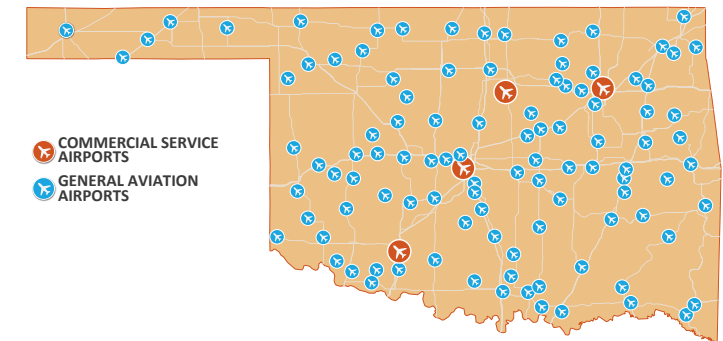 COMMERCIAL SERVICE
AIRPORTS
GENERAL AVIATION
AIRPORTS